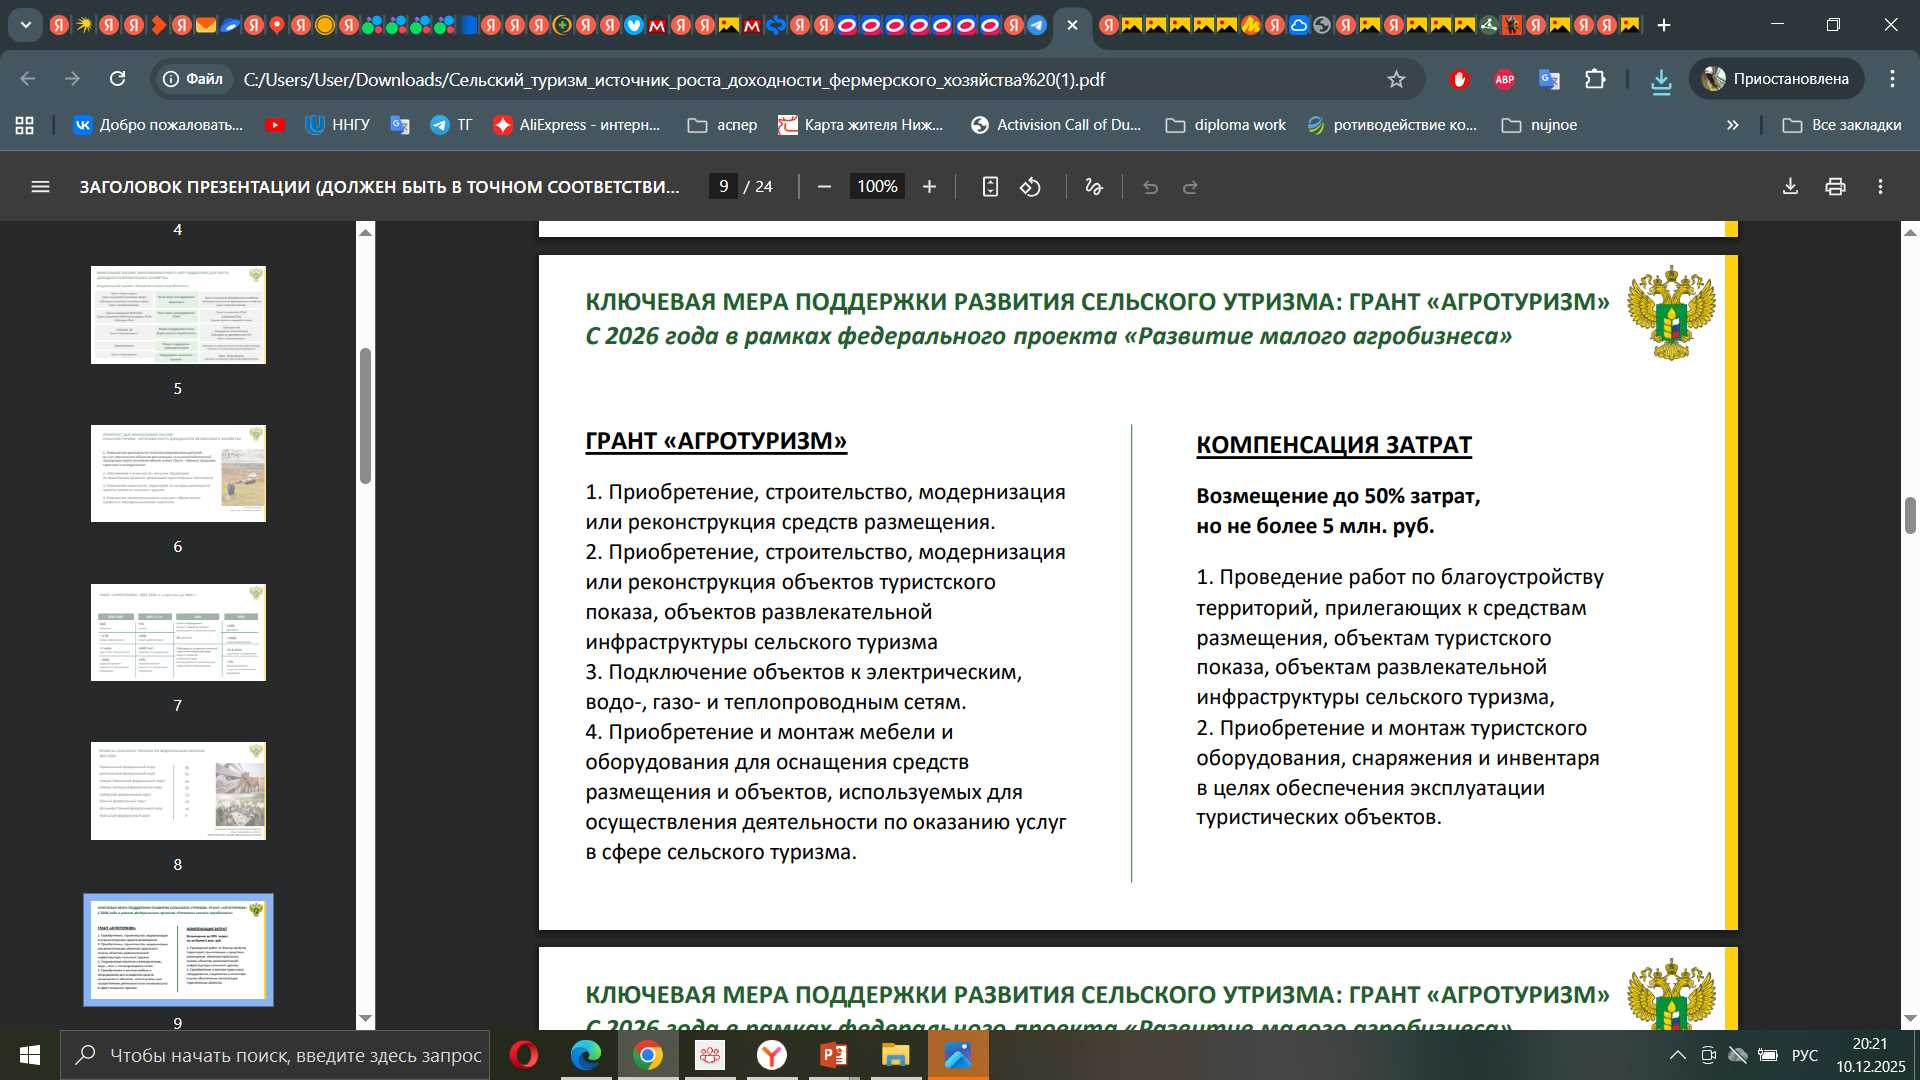 Файл
C:/Users/User/Downloads/Сельский_туризм_источник_роста_доходности_фермерского_хозяйства%20(1).pdf
ABP
Приостановлена
Добро пожаловать...
ННГУ
ТГ
AliExpress - интерн...
аспер
Карта жителя Ниж...
Activision Call of Du...
diploma work
ротиводействие ко...
nujnoe
Все закладки
ЗАГОЛОВОК ПРЕЗЕНТАЦИИ (ДОЛЖЕН БЫТЬ В ТОЧНОМ СООТВЕТСТВИ...
9 / 24
100%
4
5
6
7
8
9
КЛЮЧЕВАЯ МЕРА ПОДДЕРЖКИ РАЗВИТИЯ СЕЛЬСКОГО УТРИЗМА: ГРАНТ «АГРОТУРИЗМ»
С 2026 года в рамках федерального проекта «Развитие малого агробизнеса»
ГРАНТ «АГРОТУРИЗМ»
1. Приобретение, строительство, модернизация
или реконструкция средств размещения.
2. Приобретение, строительство, модернизация
или реконструкция объектов туристского
показа, объектов развлекательной
инфраструктуры сельского туризма
3. Подключение объектов к электрическим,
водо-, газо- и теплопроводным сетям.
4. Приобретение и монтаж мебели и
оборудования для оснащения средств
размещения и объектов, используемых для
осуществления деятельности по оказанию услуг
в сфере сельского туризма.
КОМПЕНСАЦИЯ ЗАТРАТ
Возмещение до 50% затрат,
но не более 5 млн. руб.
1. Проведение работ по благоустройству
территорий, прилегающих к средствам
размещения, объектам туристского
показа, объектам развлекательной
инфраструктуры сельского туризма,
2. Приобретение и монтаж туристского
оборудования, снаряжения и инвентаря
в целях обеспечения эксплуатации
туристических объектов.
КЛЮЧЕВАЯ МЕРА ПОДДЕРЖКИ РАЗВИТИЯ СЕЛЬСКОГО УТРИЗМА: ГРАНТ «АГРОТУРИЗМ»
С 2026 года в рамках федерального проекта «Развитие малого агробизнеса»
Чтобы начать поиск, введите здесь запрос
РУС
20:21
10.12.2025